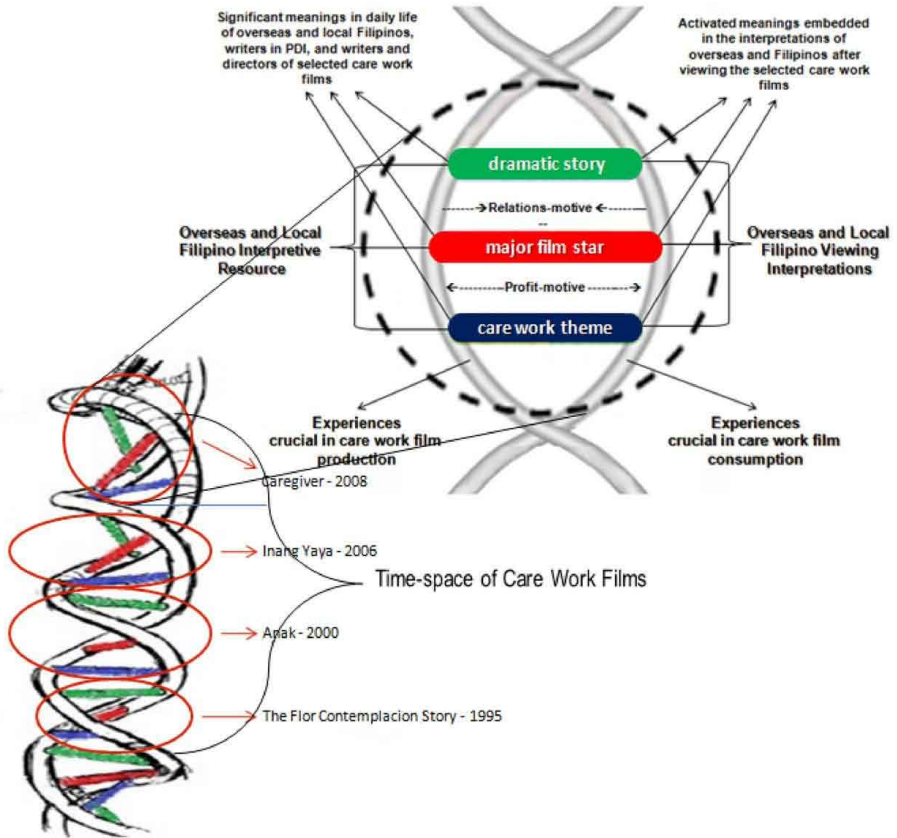 Significant meanings in daily life
of overseas and local Filipinos,
writers in PDI, and writers and
directors of selected care work
films
Activated meanings embedded
in the interpretations of
overseas and Filipinos after
viewing the selected care work
films
dramatic story
Relations-motive
major film star
Profit-motive
care work theme
Overseas and Local
Filipino Interpretive
Resource
Overseas and Local
Filipino Viewing
Interpretations
Experiences
crucial in care work film
production
Experiences
crucial in care work film
consumption
Caregiver - 2008
Inang Yaya - 2006
Anak - 2000
The Flor Contemplacion Story - 1995
Time-space of Care Work Films